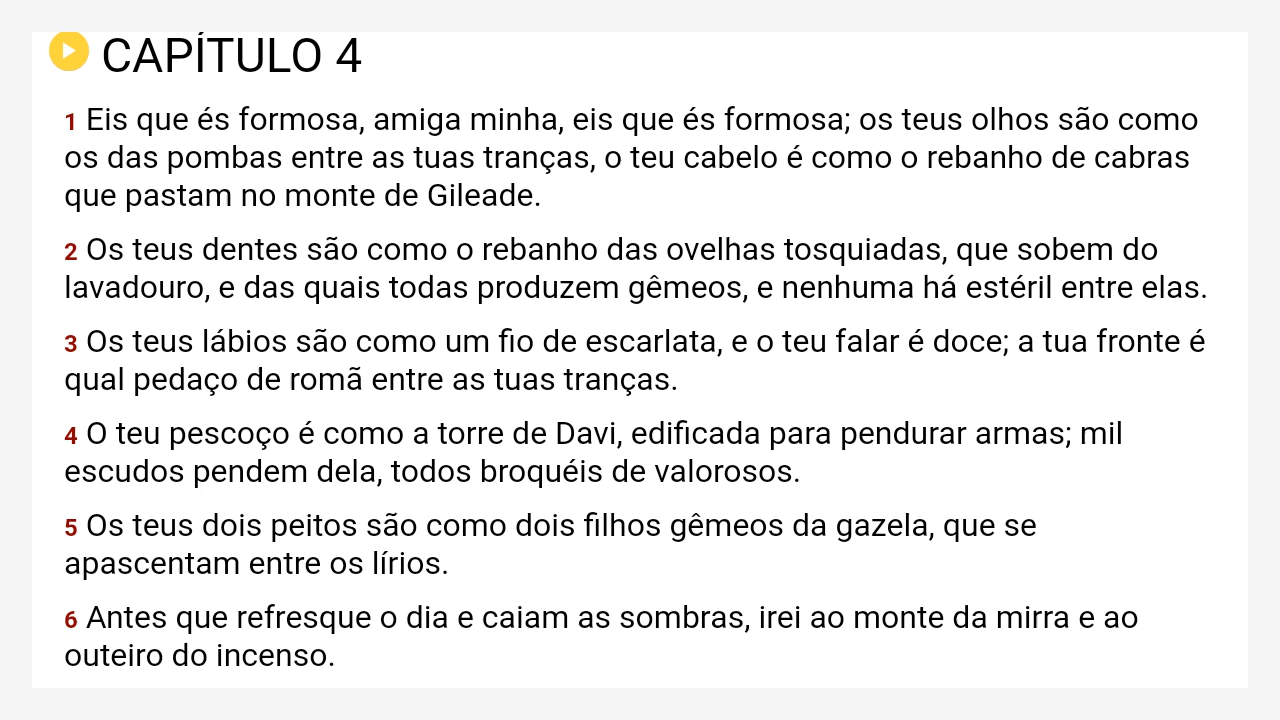 CAPÍTULO 4
1 Eis que és formosa, amiga minha, eis que és formosa; os teus olhos são como
os das pombas entre as tuas tranças, o teu cabelo é como o rebanho de cabras
que pastam no monte de Gileade.
2 Os teus dentes são como o rebanho das ovelhas tosquiadas, que sobem do
lavadouro, e das quais todas produzem gêmeos, e nenhuma há estéril entre elas.
3 Os teus lábios são como um fio de escarlata, e o teu falar é doce; a tua fronte é
qual pedaço de romã entre as tuas tranças.
4 O teu pescoço é como a torre de Davi, edificada para pendurar armas; mil
escudos pendem dela, todos broquéis de valorosos.
5 Os teus dois peitos são como dois filhos gêmeos da gazela, que se
apascentam entre os lírios.
6 Antes que refresque o dia e caiam as sombras, irei ao monte da mirra e ao
outeiro do incenso.